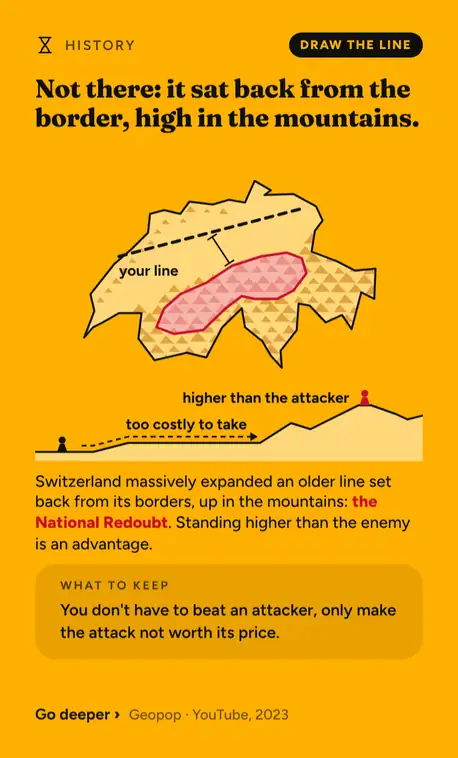 HISTORY
DRAW THE LINE
Not there: it sat back from the
border, high in the mountains.
your line
higher than the attacker
too costly to take
Switzerland massively expanded an older line set
back from its borders, up in the mountains: the
National Redoubt. Standing higher than the enemy
is an advantage.
WHAT TO KEEP
You don't have to beat an attacker, only make
the attack not worth its price.
Go deeper › Geopop · YouTube, 2023